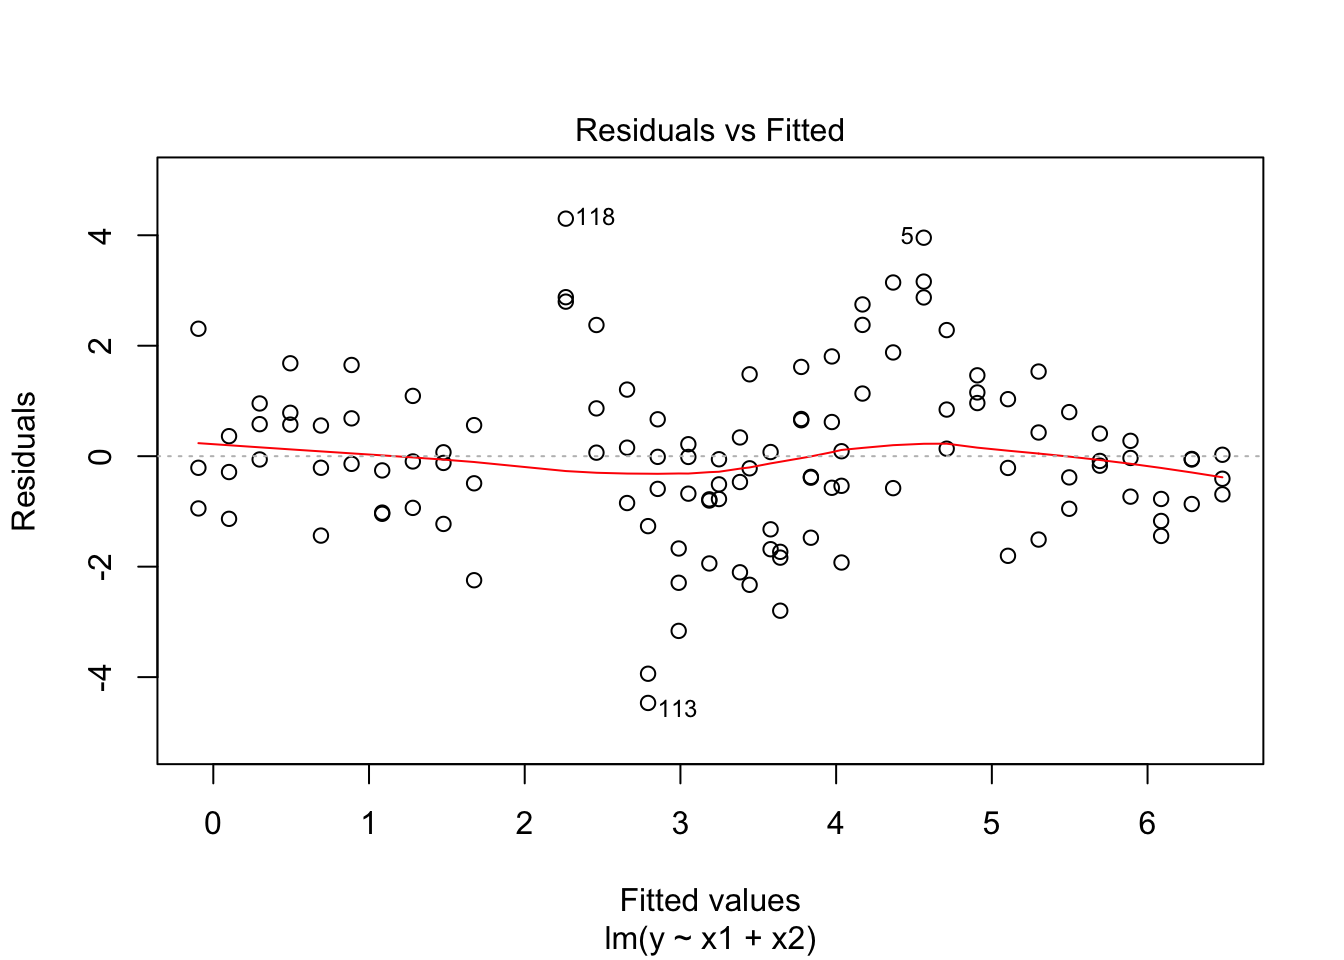 Residuals vs Fitted
Residuals
4
2
0
-2
-4
118
5
113
0 1 2 3 4 5 6
Fitted values
lm(y ~ x1 + x2)